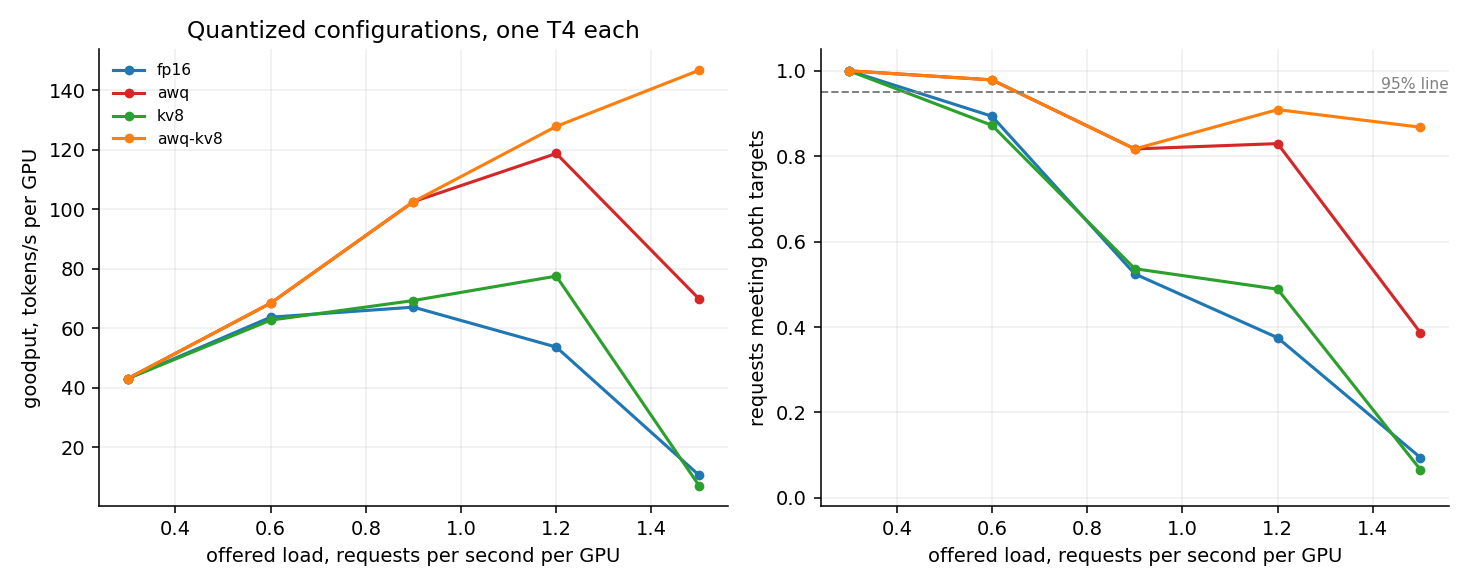 Quantized configurations, one T4 each
fp16
awq
kv8
awq-kv8
goodput, tokens/s per GPU
140
120
100
80
60
40
20
0.4
0.6
0.8
1.0
1.2
1.4
offered load, requests per second per GPU
95% line
requests meeting both targets
1.0
0.8
0.6
0.4
0.2
0.0
0.4
0.6
0.8
1.0
1.2
1.4
offered load, requests per second per GPU